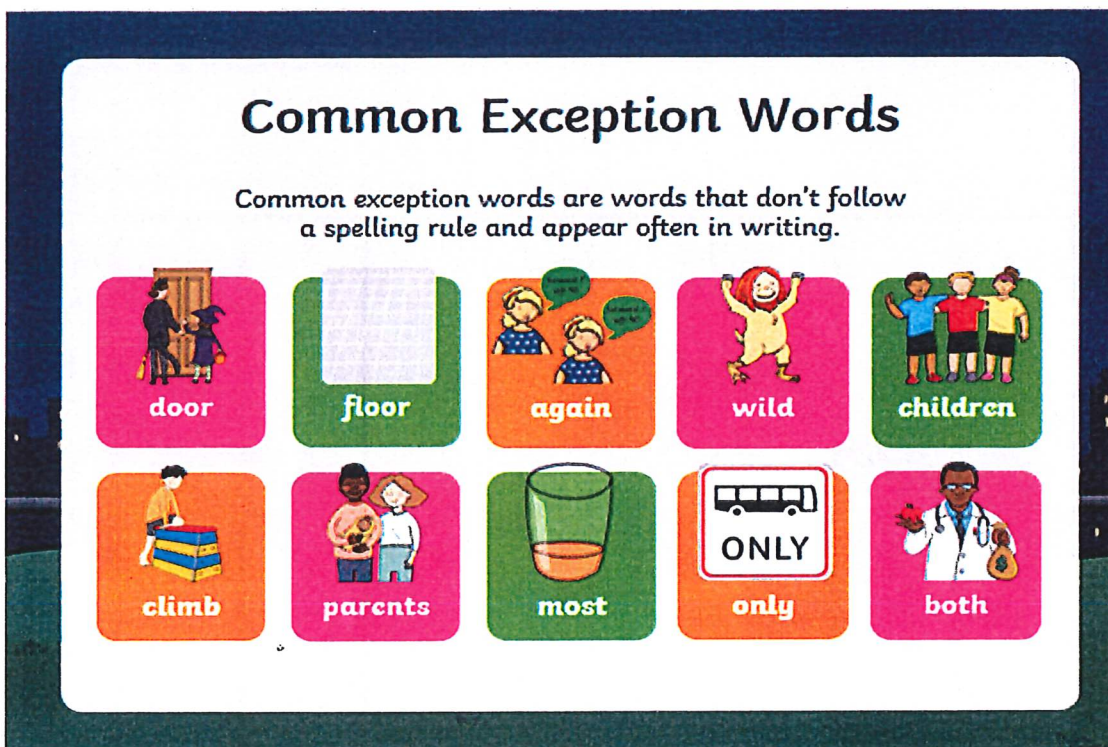 Common Exception Words
Common exception words are words that don't follow
a spelling rule and appear often in writing.
door
floor
again
wild
children
climb
parents
most
ONLY
only
both